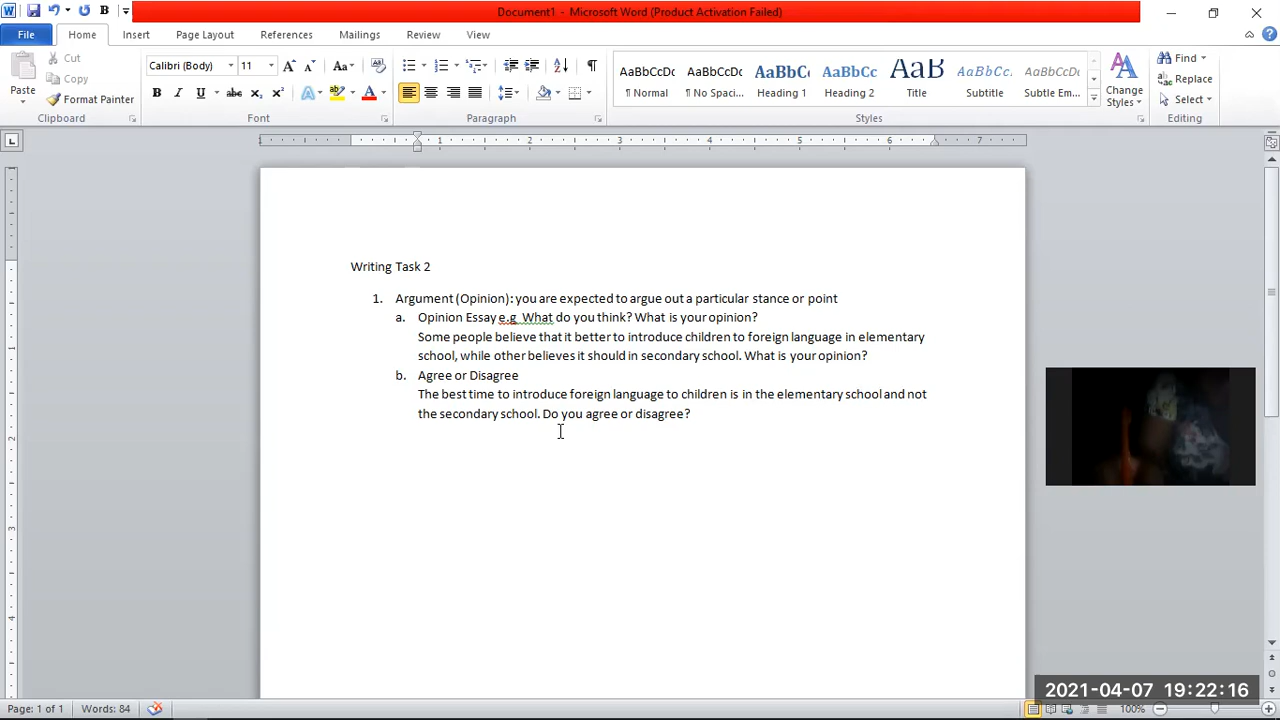 Document1 - Microsoft Word (Product Activation Failed)
File Home Insert Page Layout References Mailings Review View
Paste
Cut
Copy
Format Painter
Clipboard
Calibri (Body) 11
Font
Paragraph
AaBbCcDc AaBbCcDc AaBbC AaBbCc AaB AaBbCc. AaBbCcDc
¶ Normal ¶ No Spaci... Heading 1 Heading 2 Title Subtitle Subtle Em...
Styles
Change Styles
Find
Replace
Select
Editing
Writing Task 2
1. Argument (Opinion): you are expected to argue out a particular stance or point
a. Opinion Essay e.g What do you think? What is your opinion?
Some people believe that it better to introduce children to foreign language in elementary
school, while other believes it should in secondary school. What is your opinion?
b. Agree or Disagree
The best time to introduce foreign language to children is in the elementary school and not
the secondary school. Do you agree or disagree?
2021-04-07 19:22:16
Page: 1 of 1 Words: 84 100%